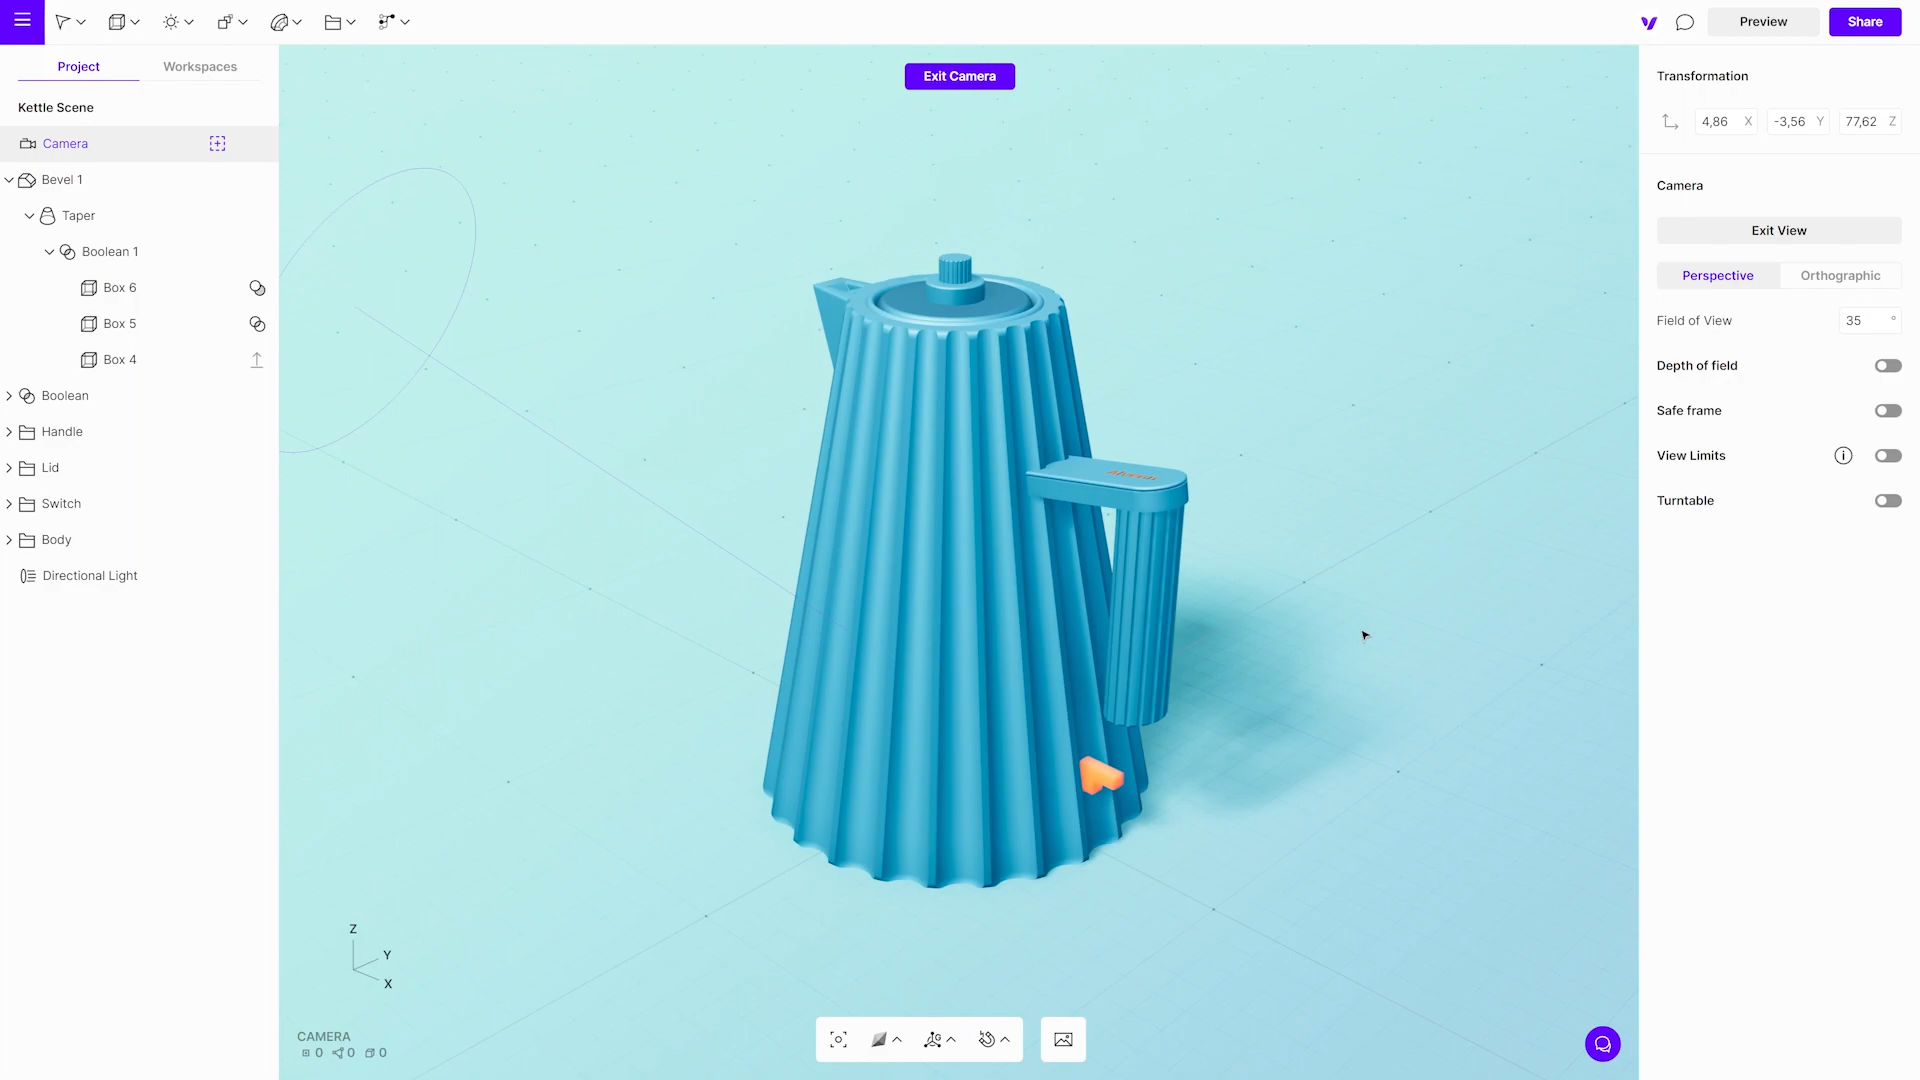 Preview
Share
Project
Workspaces
Kettle Scene
Camera
Bevel 1
Taper
Boolean 1
Box 6
Box 5
Box 4
Boolean
Handle
Lid
Switch
Body
Directional Light
Exit Camera
Z
Y
X
CAMERA
0 0 0
Transformation
4,86 X -3,56 Y 77,62 Z
Camera
Exit View
Perspective Orthographic
Field of View 35 °
Depth of field
Safe frame
View Limits
Turntable